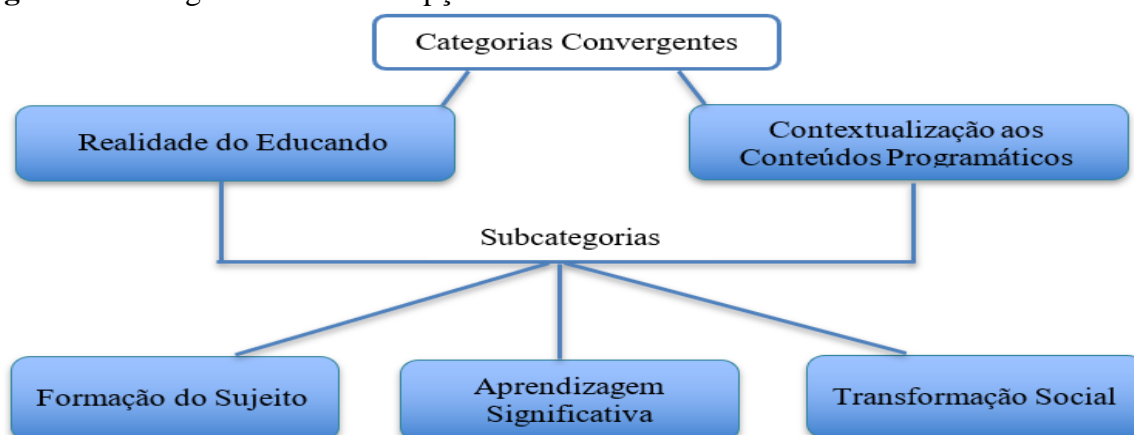 Categorias Convergentes
Realidade do Educando
Contextualização aos
Conteúdos Programáticos
Subcategorias
Formação do Sujeito
Aprendizagem
Significativa
Transformação Social